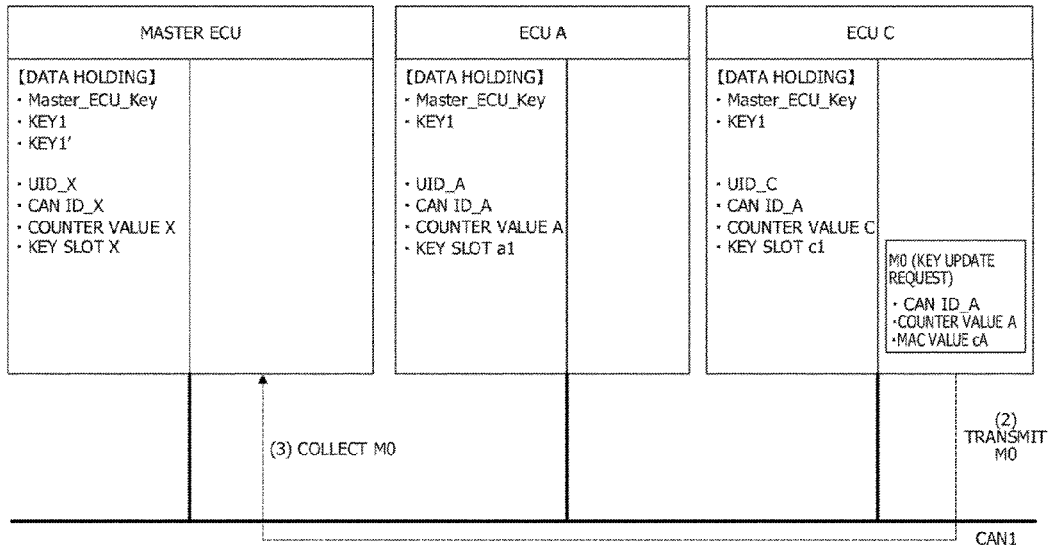 MASTER ECU
【DATA HOLDING】
・Master_ECU_Key
・KEY1
・KEY1’
・UID_X
・CAN ID_X
・COUNTER VALUE X
・KEY SLOT X
ECU A
【DATA HOLDING】
・Master_ECU_Key
・KEY1
・UID_A
・CAN ID_A
・COUNTER VALUE A
・KEY SLOT a1
ECU C
【DATA HOLDING】
・Master_ECU_Key
・KEY1
・UID_C
・CAN ID_A
・COUNTER VALUE C
・KEY SLOT c1
M0 (KEY UPDATE
REQUEST)
・CAN ID_A
・COUNTER VALUE A
・MAC VALUE cA
(3) COLLECT M0
(2)
TRANSMIT
M0
CAN1